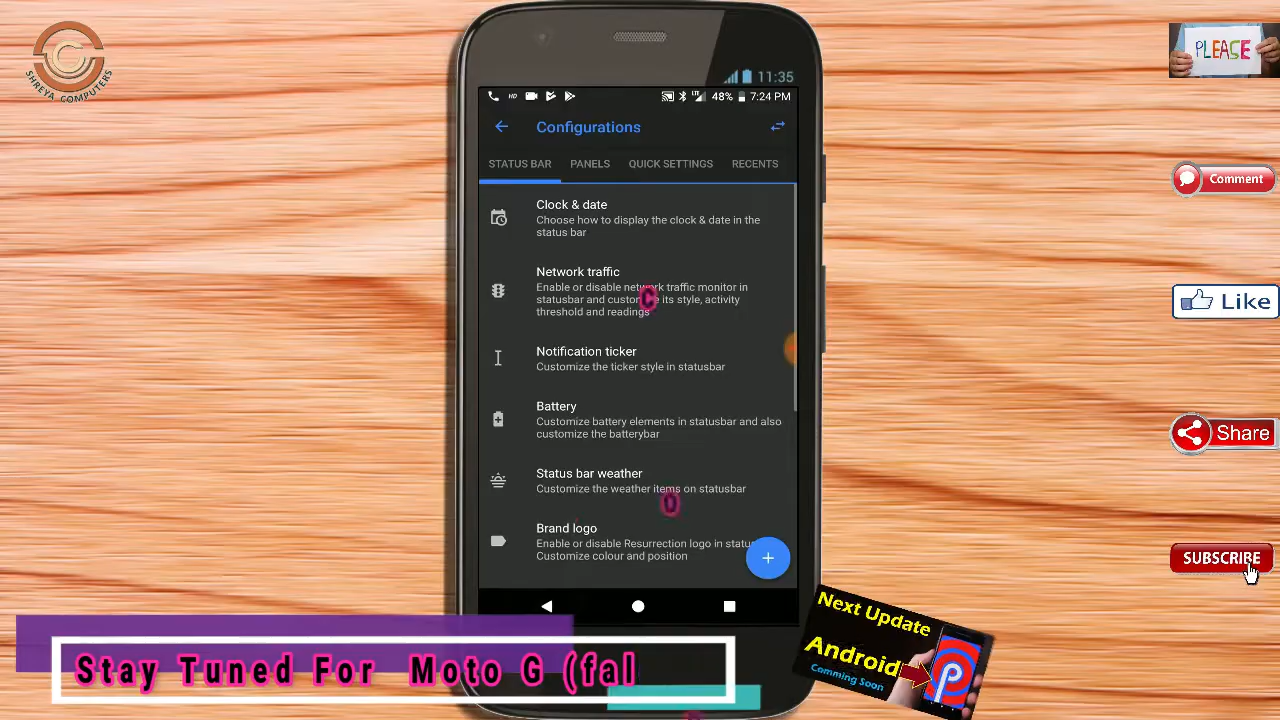 SHREYA COMPUTERS
PLEASE
11:35
HD
LTE
48%
7:24 PM
Configurations
STATUS BAR
PANELS
QUICK SETTINGS
RECENTS
Clock & date
Choose how to display the clock & date in the
status bar
Network traffic
Enable or disable network traffic monitor in
statusbar and customize its style, activity
threshold and readings
C
Notification ticker
Customize the ticker style in statusbar
Battery
Customize battery elements in statusbar and also
customize the batterybar
Status bar weather
Customize the weather items on statusbar
Brand logo
Enable or disable Resurrection logo in statu
Customize colour and position
+
Comment
Like
Share
SUBSCRIBE
Next Update
Android
Comming Soon
P
Stay Tuned For Moto G (fal